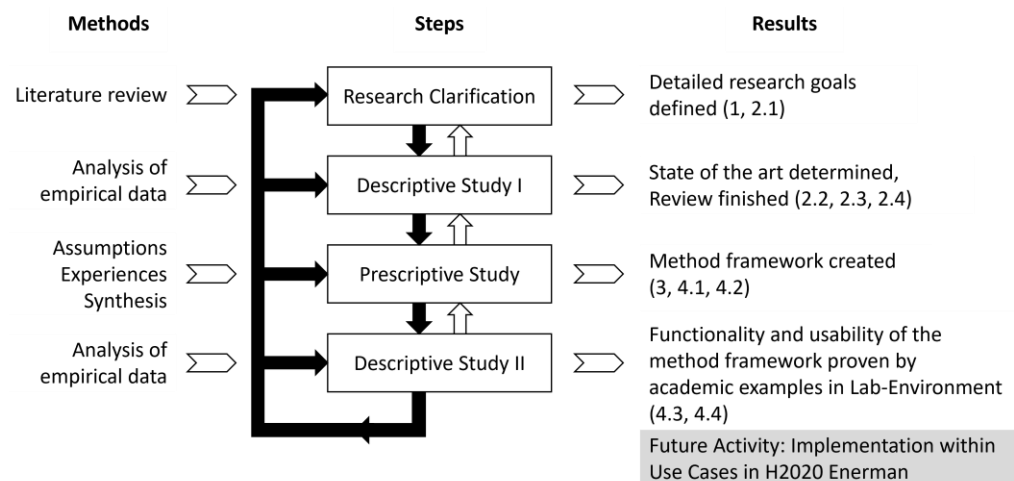 Methods
Steps
Results
Literature review
Research Clarification
Detailed research goals
defined (1, 2.1)
Analysis of
empirical data
Descriptive Study I
State of the art determined,
Review finished (2.2, 2.3, 2.4)
Assumptions
Experiences
Synthesis
Prescriptive Study
Method framework created
(3, 4.1, 4.2)
Analysis of
empirical data
Descriptive Study II
Functionality and usability of the
method framework proven by
academic examples in Lab-Environment
(4.3, 4.4)
Future Activity: Implementation within
Use Cases in H2020 Enerman